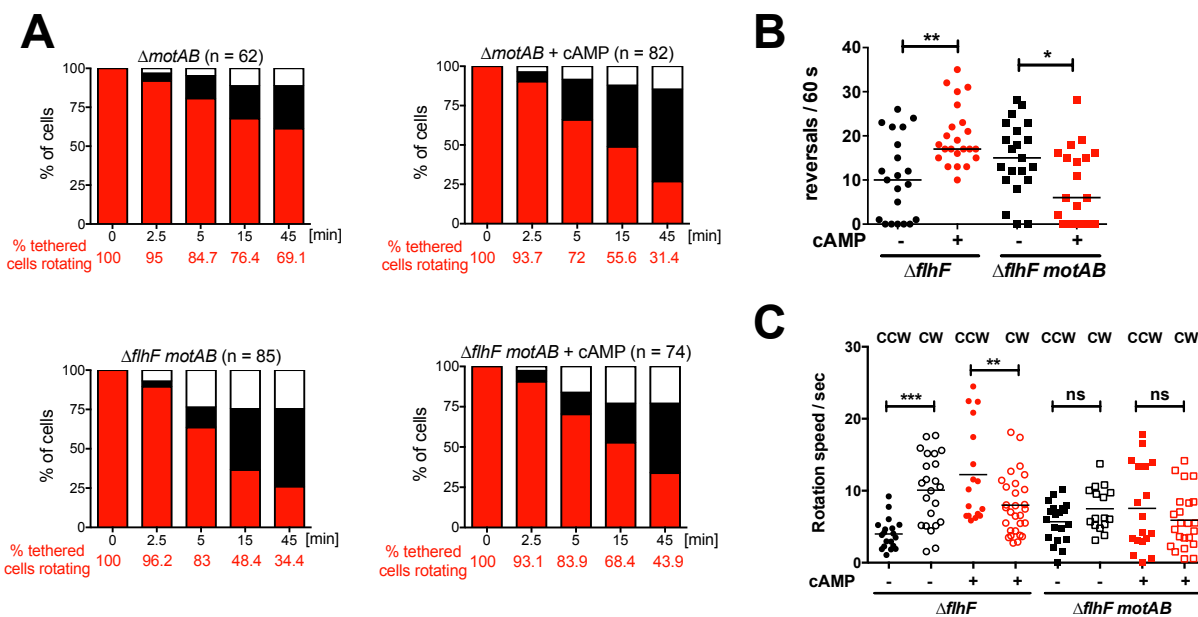 A
ΔmotAB (n = 62)
100
75
50
25
0
% of cells
0 2.5 5 15 45 [min]
% tethered
cells rotating
100 95 84.7 76.4 69.1
ΔmotAB + cAMP (n = 82)
100
75
50
25
0
% of cells
0 2.5 5 15 45 [min]
% tethered
cells rotating
100 93.7 72 55.6 31.4
ΔflhF motAB (n = 85)
100
75
50
25
0
% of cells
0 2.5 5 15 45 [min]
% tethered
cells rotating
100 96.2 83 48.4 34.4
ΔflhF motAB + cAMP (n = 74)
100
75
50
25
0
% of cells
0 2.5 5 15 45 [min]
% tethered
cells rotating
100 93.1 83.9 68.4 43.9
B
** *
40
30
20
10
0
reversals / 60 s
cAMP - + - +
ΔflhF ΔflhF motAB
C
CCW CW CCW CW CCW CW CCW CW
*** ** ns ns
30
20
10
0
Rotation speed / sec
cAMP - - + + - - + +
ΔflhF ΔflhF motAB